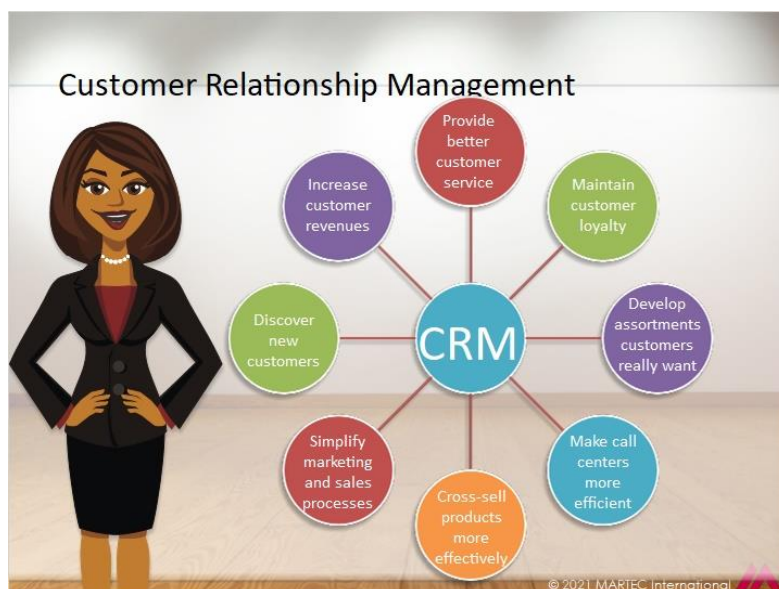 Customer Relationship Management
Provide
better
customer
service
Maintain
customer
loyalty
Develop
assortments
customers
really want
Make call
centers
more
efficient
Cross-sell
products
more
effectively
Simplify
marketing
and sales
processes
Discover
new
customers
Increase
customer
revenues
CRM
© 2021 MARTEC International